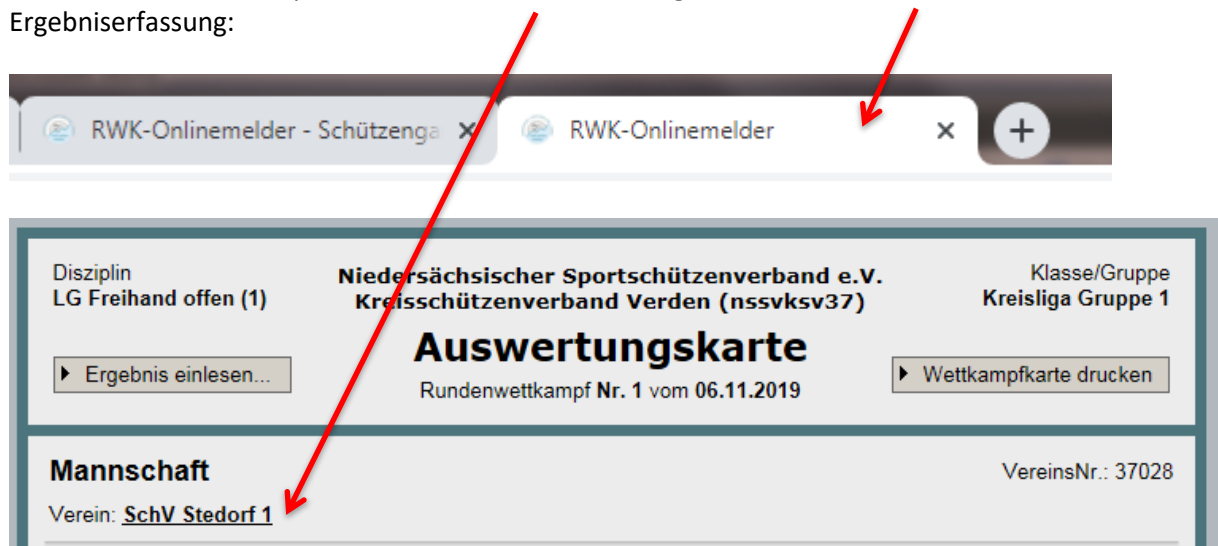 Ergebniserfassung:
RWK-Onlinemelder - Schützenga
RWK-Onlinemelder
Disziplin
LG Freihand offen (1)
Niedersächsischer Sportschützenverband e.V.
Kreisschützenverband Verden (nssvksv37)
Klasse/Gruppe
Kreisliga Gruppe 1
Auswertungskarte
Ergebnis einlesen...
Rundenwettkampf Nr. 1 vom 06.11.2019
Wettkampfkarte drucken
Mannschaft
VereinsNr.: 37028
Verein: SchV Stedorf 1